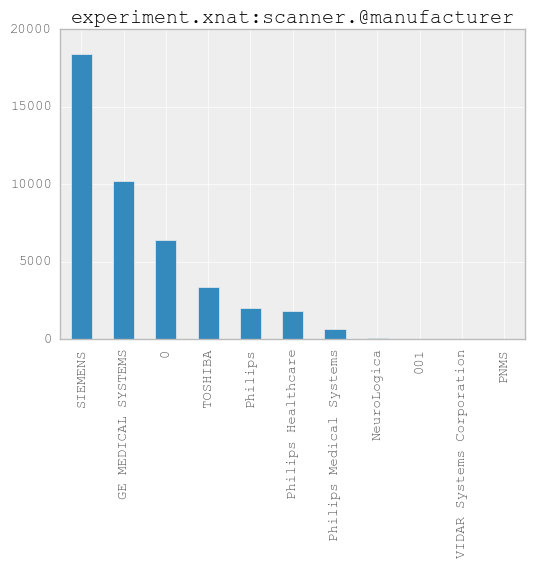 experiment.xnat:scanner.@manufacturer
20000
15000
10000
5000
0
SIEMENS
GE MEDICAL SYSTEMS
0
TOSHIBA
Philips
Philips Healthcare
Philips Medical Systems
NeuroLogica
001
VIDAR Systems Corporation
PNMS